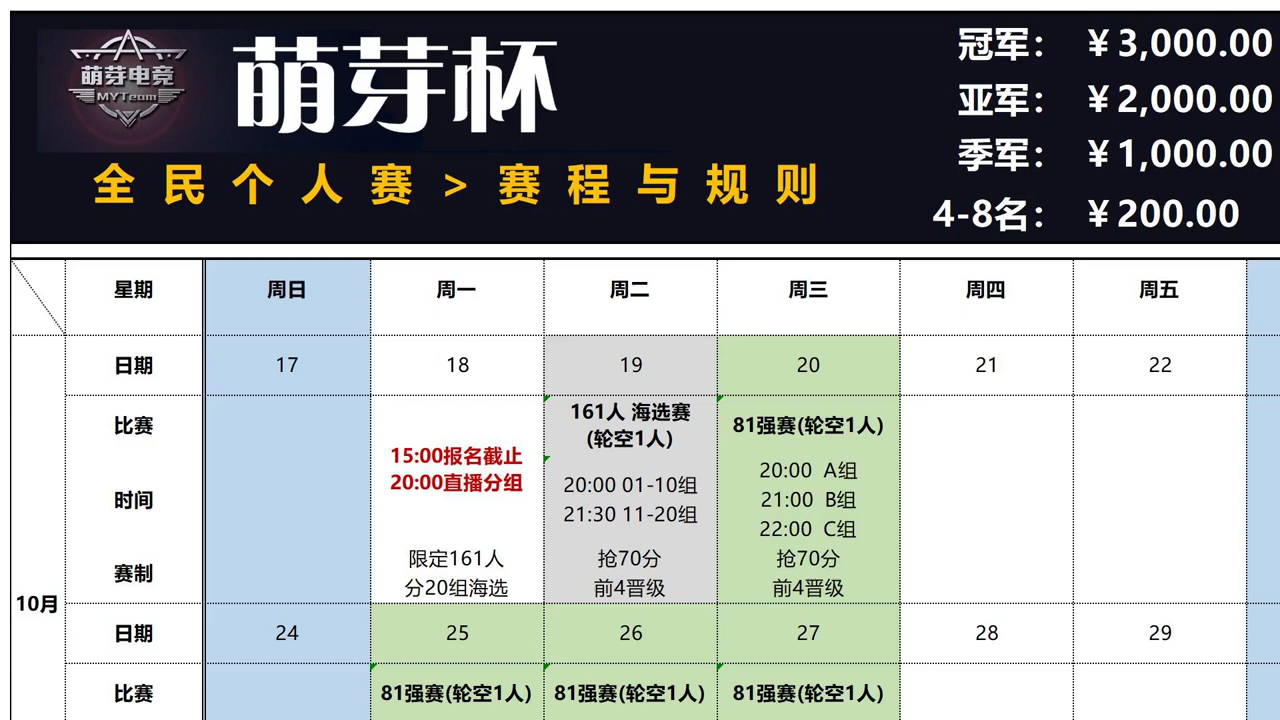 萌芽电竞
MYTeam
萌芽杯
全民个人赛>赛程与规则
冠军: ¥3,000.00
亚军: ¥2,000.00
季军: ¥1,000.00
4-8名: ¥200.00
星期 周日 周一 周二 周三 周四 周五
10月
日期 17 18 19 20 21 22
比赛
时间
赛制
15:00报名截止
20:00直播分组
限定161人
分20组海选
161人 海选赛
(轮空1人)
20:00 01-10组
21:30 11-20组
抢70分
前4晋级
81强赛(轮空1人)
20:00 A组
21:00 B组
22:00 C组
抢70分
前4晋级
日期 24 25 26 27 28 29
比赛 81强赛(轮空1人) 81强赛(轮空1人) 81强赛(轮空1人)